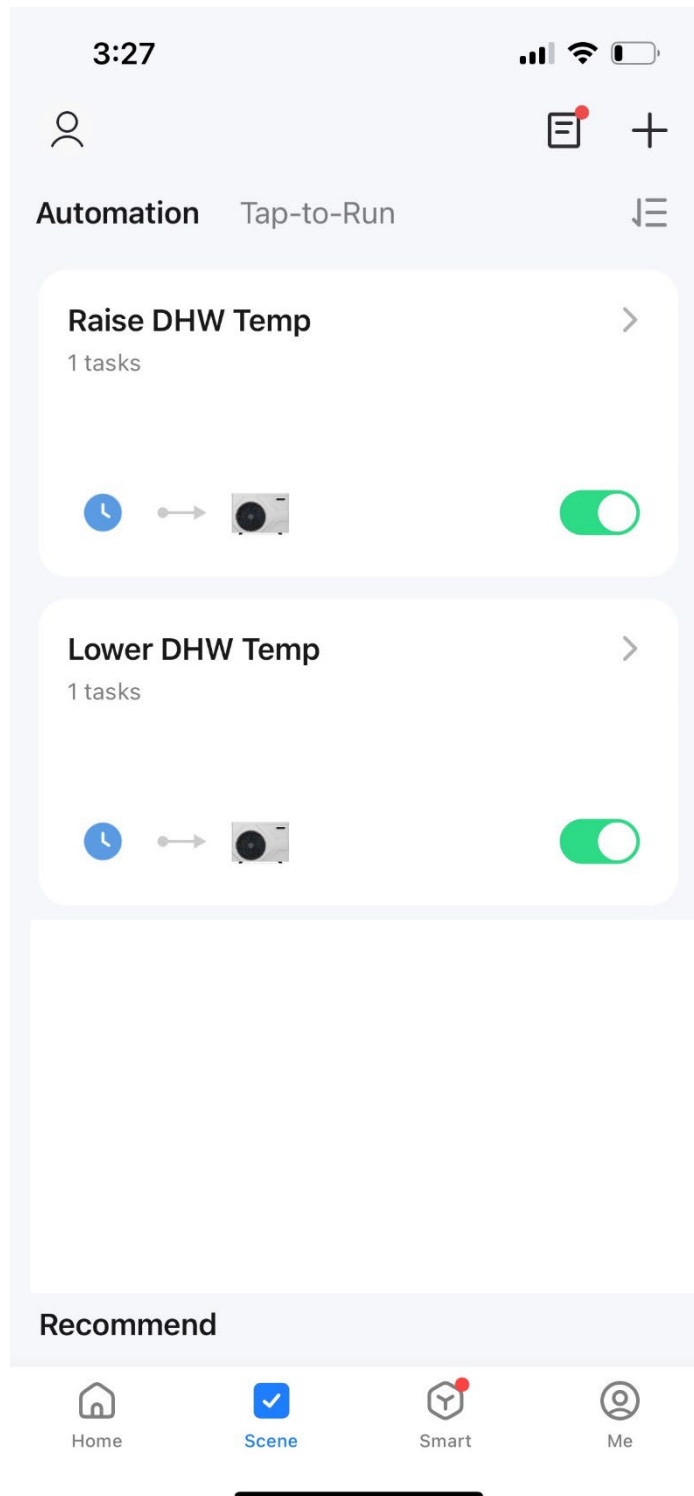 3:27
Automation Tap-to-Run
Raise DHW Temp
1 tasks
Lower DHW Temp
1 tasks
Recommend
Home Scene Smart Me